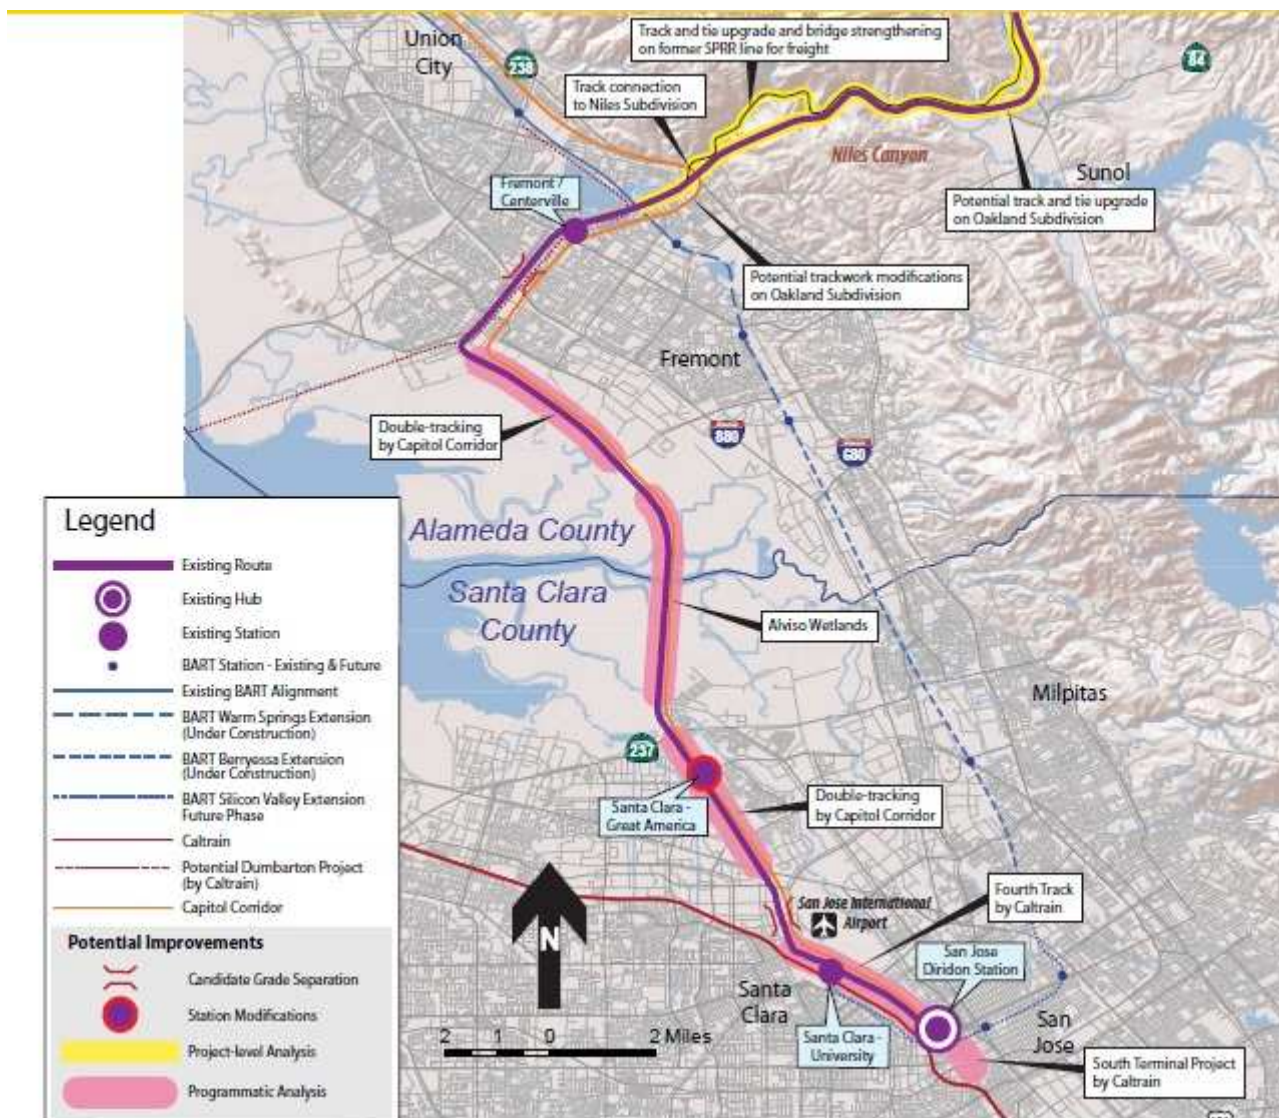 Union
City
238
Track and tie upgrade and bridge strengthening
on former SPRR line for freight
84
Track connection
to Niles Subdivision
Niles Canyon
Sunol
Fremont /
Centerville
Potential track and tie upgrade
on Oakland Subdivision
Potential trackwork modifications
on Oakland Subdivision
Fremont
Double-tracking
by Capitol Corridor
880
680
Alameda County
Santa Clara
County
Alviso Wetlands
Milpitas
237
Santa Clara -
Great America
Double-tracking
by Capitol Corridor
San Jose International
Airport
Fourth Track
by Caltrain
San Jose
Diridon Station
Santa
Clara
Santa Clara -
University
San
Jose
South Terminal Project
by Caltrain
N
2 1 0 2 Miles
Legend
Existing Route
Existing Hub
Existing Station
BART Station - Existing & Future
Existing BART Alignment
BART Warm Springs Extension
(Under Construction)
BART Berryessa Extension
(Under Construction)
BART Silicon Valley Extension
Future Phase
Caltrain
Potential Dumbarton Project
(by Caltrain)
Capitol Corridor
Potential Improvements
Candidate Grade Separation
Station Modifications
Project-level Analysis
Programmatic Analysis